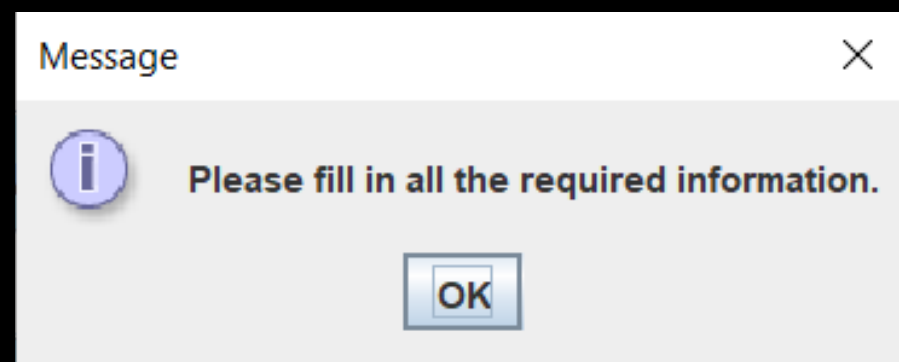 Message
Please fill in all the required information.
OK